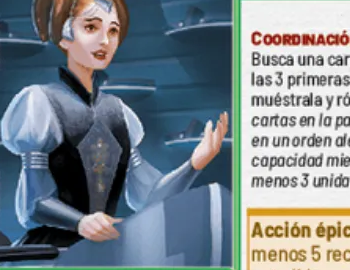 COORDINACIÓ
Busca una car
las 3 primeras
muéstrala y ró
cartas en la pa
en un orden ale
capacidad mie
menos 3 unida
Acción épic
menos 5 rec